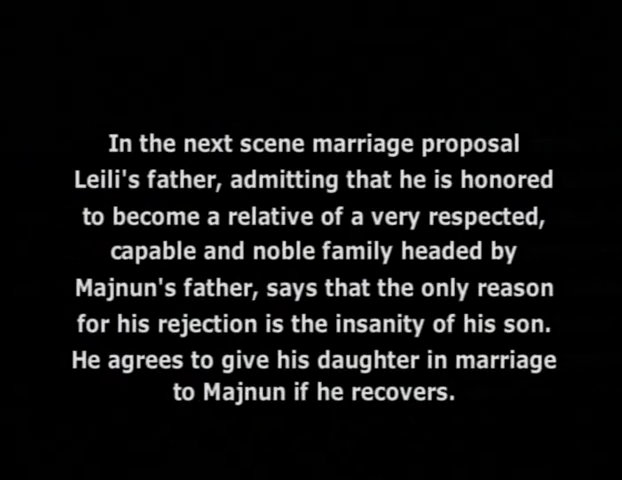 In the next scene marriage proposal
Leili's father, admitting that he is honored
to become a relative of a very respected,
capable and noble family headed by
Majnun's father, says that the only reason
for his rejection is the insanity of his son.
He agrees to give his daughter in marriage
to Majnun if he recovers.